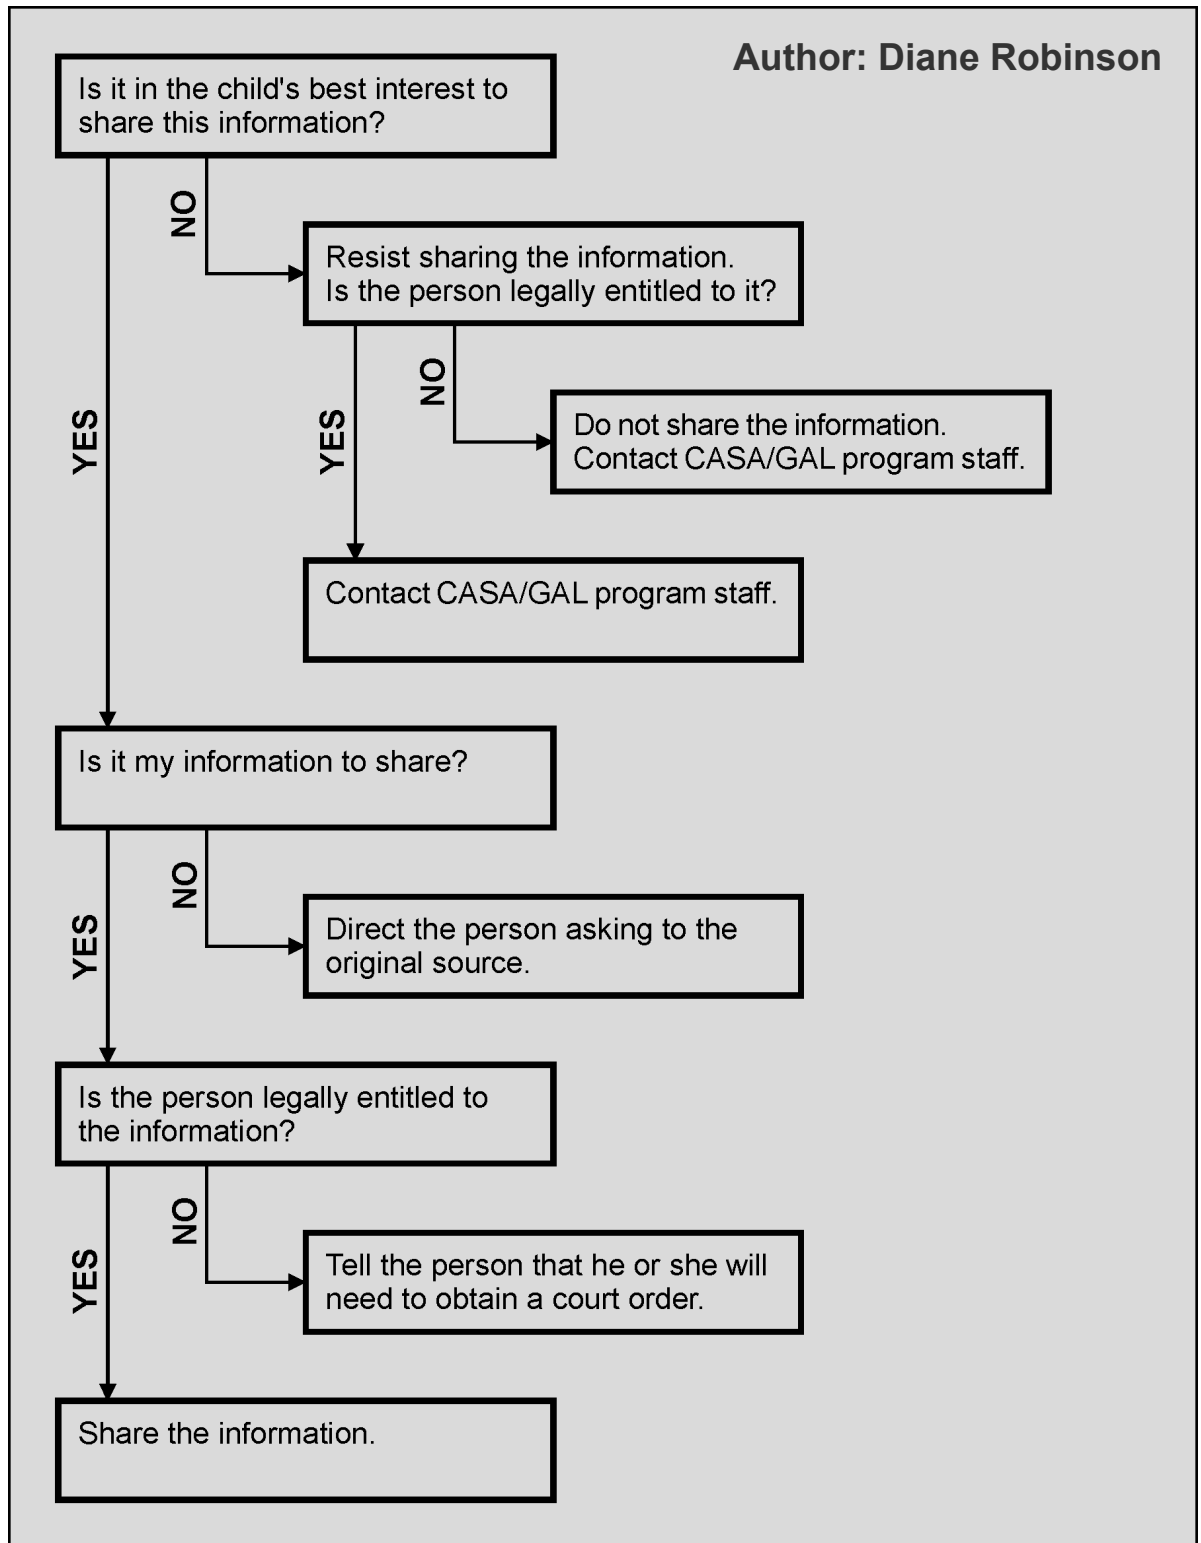 Author: Diane Robinson
Is it in the child's best interest to
share this information?
NO
Resist sharing the information.
Is the person legally entitled to it?
YES
YES
NO
Do not share the information.
Contact CASA/GAL program staff.
Contact CASA/GAL program staff.
Is it my information to share?
YES
NO
Direct the person asking to the
original source.
Is the person legally entitled to
the information?
YES
NO
Tell the person that he or she will
need to obtain a court order.
Share the information.